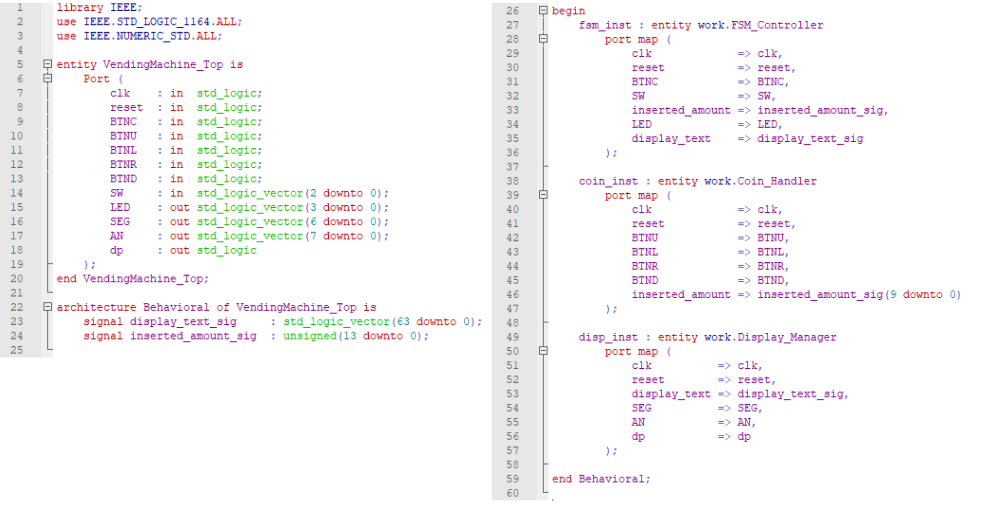 1 library IEEE;
2 use IEEE.STD_LOGIC_1164.ALL;
3 use IEEE.NUMERIC_STD.ALL;
4
5 entity VendingMachine_Top is
6     Port (
7         clk   : in  std_logic;
8         reset : in  std_logic;
9         BTNC  : in  std_logic;
10         BTNU  : in  std_logic;
11         BTNL  : in  std_logic;
12         BTNR  : in  std_logic;
13         BTND  : in  std_logic;
14         SW    : in  std_logic_vector(2 downto 0);
15         LED   : out std_logic_vector(3 downto 0);
16         SEG   : out std_logic_vector(6 downto 0);
17         AN    : out std_logic_vector(7 downto 0);
18         dp    : out std_logic
19     );
20 end VendingMachine_Top;
21
22 architecture Behavioral of VendingMachine_Top is
23     signal display_text_sig     : std_logic_vector(63 downto 0);
24     signal inserted_amount_sig  : unsigned(13 downto 0);
25
26 begin
27     fsm_inst : entity work.FSM_Controller
28         port map (
29             clk             => clk,
30             reset           => reset,
31             BTNC            => BTNC,
32             SW              => SW,
33             inserted_amount => inserted_amount_sig,
34             LED             => LED,
35             display_text    => display_text_sig
36         );
37
38     coin_inst : entity work.Coin_Handler
39         port map (
40             clk             => clk,
41             reset           => reset,
42             BTNU            => BTNU,
43             BTNL            => BTNL,
44             BTNR            => BTNR,
45             BTND            => BTND,
46             inserted_amount => inserted_amount_sig(9 downto 0)
47         );
48
49     disp_inst : entity work.Display_Manager
50         port map (
51             clk          => clk,
52             reset        => reset,
53             display_text => display_text_sig,
54             SEG          => SEG,
55             AN           => AN,
56             dp           => dp
57         );
58
59 end Behavioral;
60